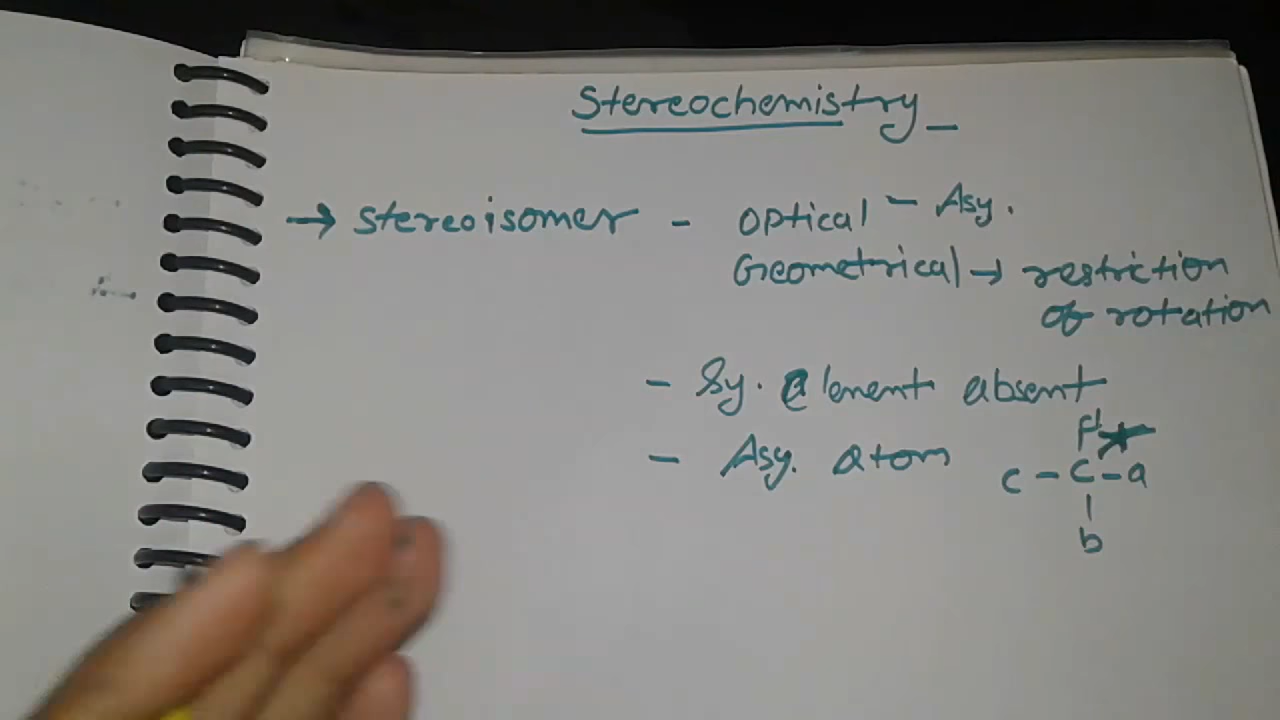 Stereochemistry -
→ stereoisomer - optical - Asy.
Geometrical → restriction
of rotation
- Sy. element absent
- Asy. atom
c - C - a
b